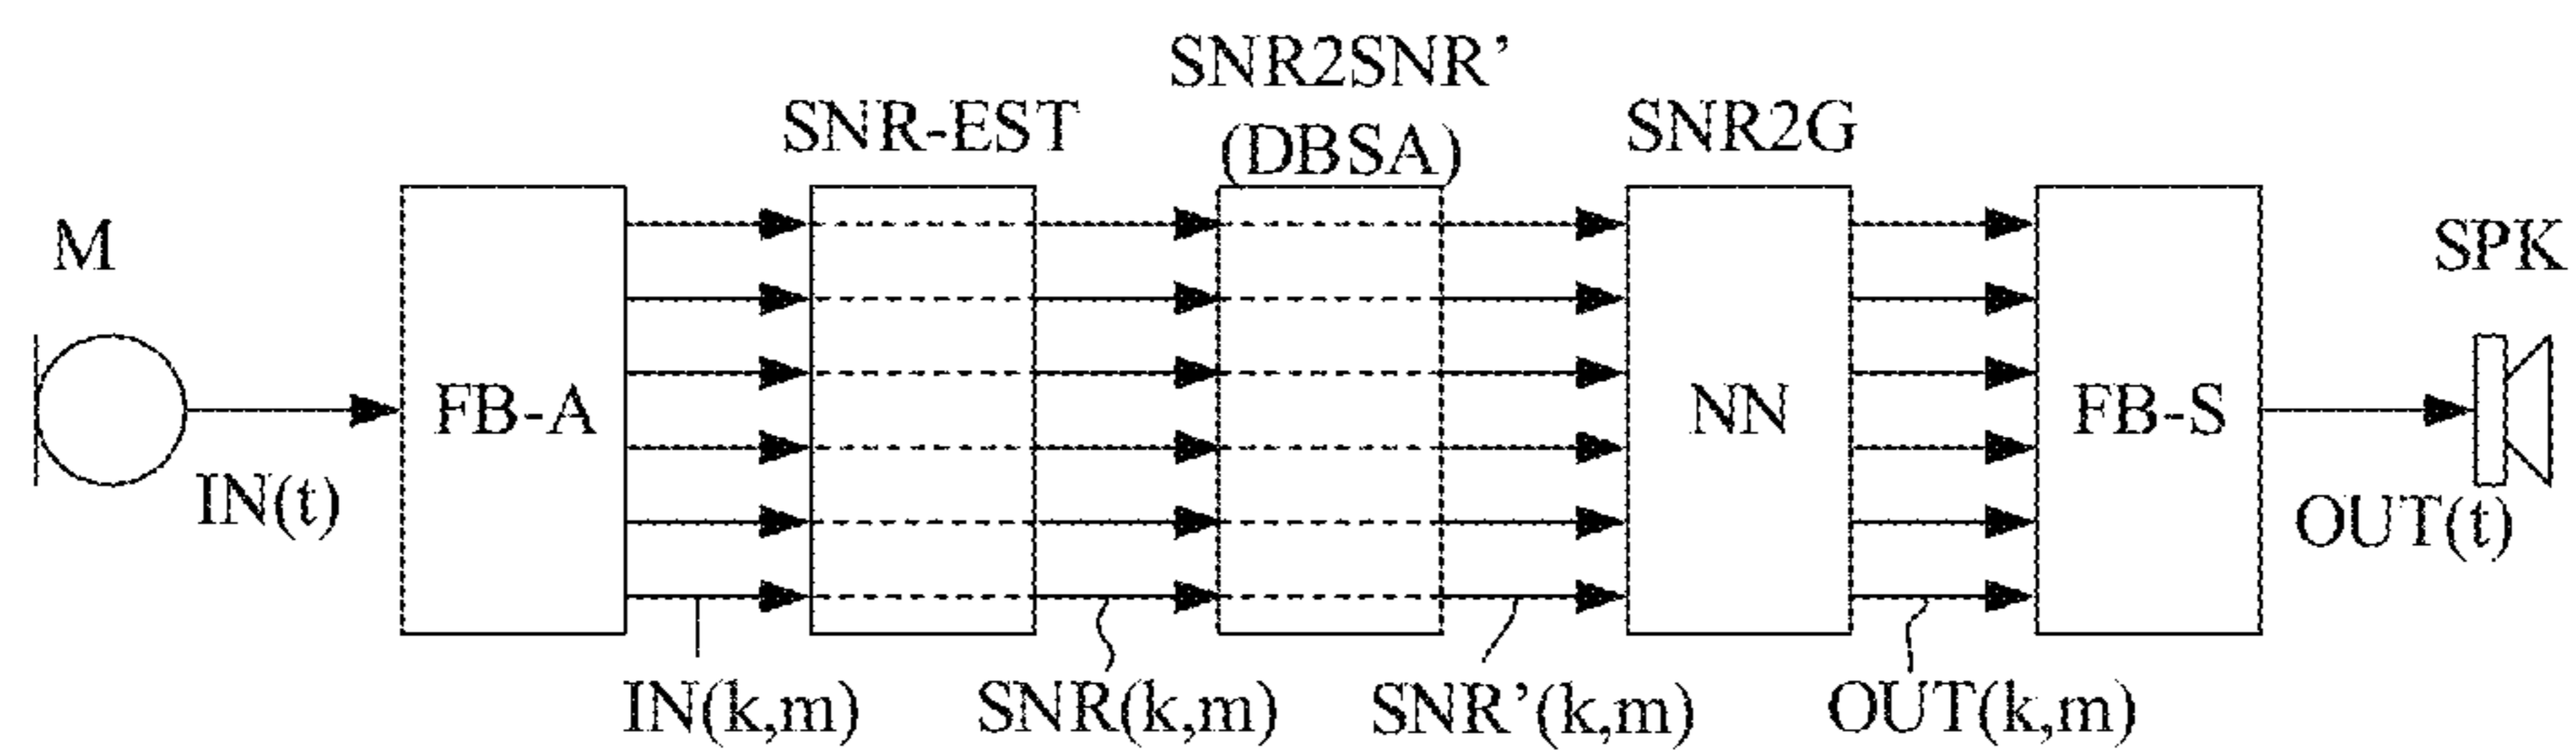 SNR2SNR’
SNR-EST
(DBSA)
SNR2G
M
SPK
FB-A
NN
FB-S
IN(t)
OUT(t)
IN(k,m)
SNR(k,m)
SNR’(k,m)
OUT(k,m)